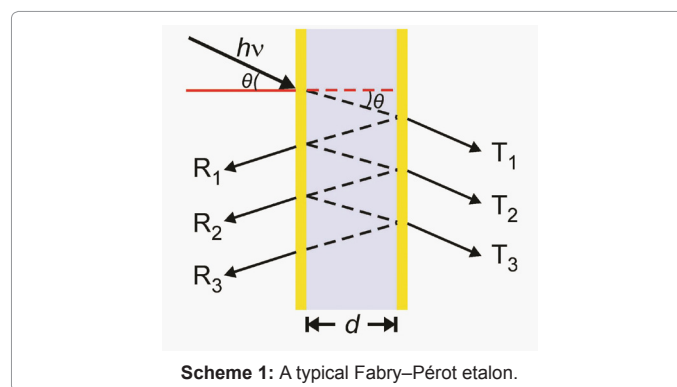 hν
θ
θ
R1
T1
R2
T2
R3
T3
d
Scheme 1: A typical Fabry–Pérot etalon.